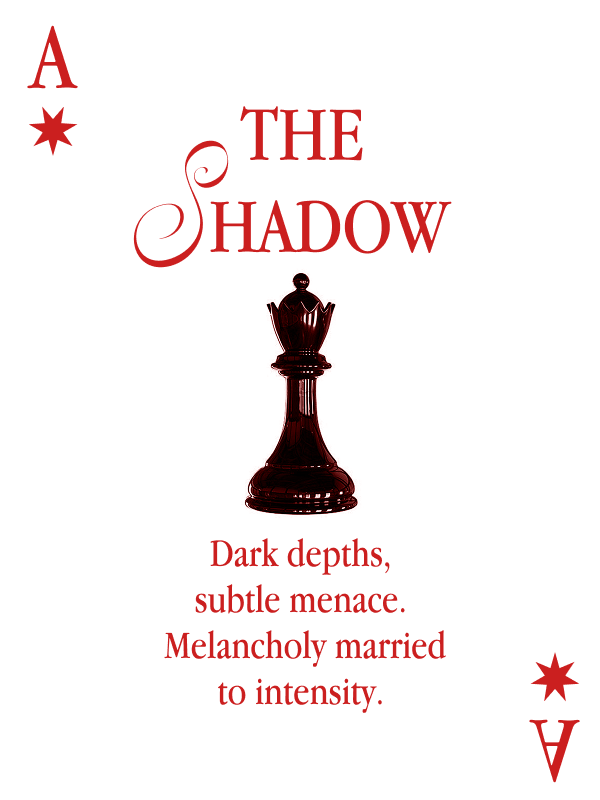 A
THE
SHADOW
Dark depths,
subtle menace.
Melancholy married
to intensity.
A